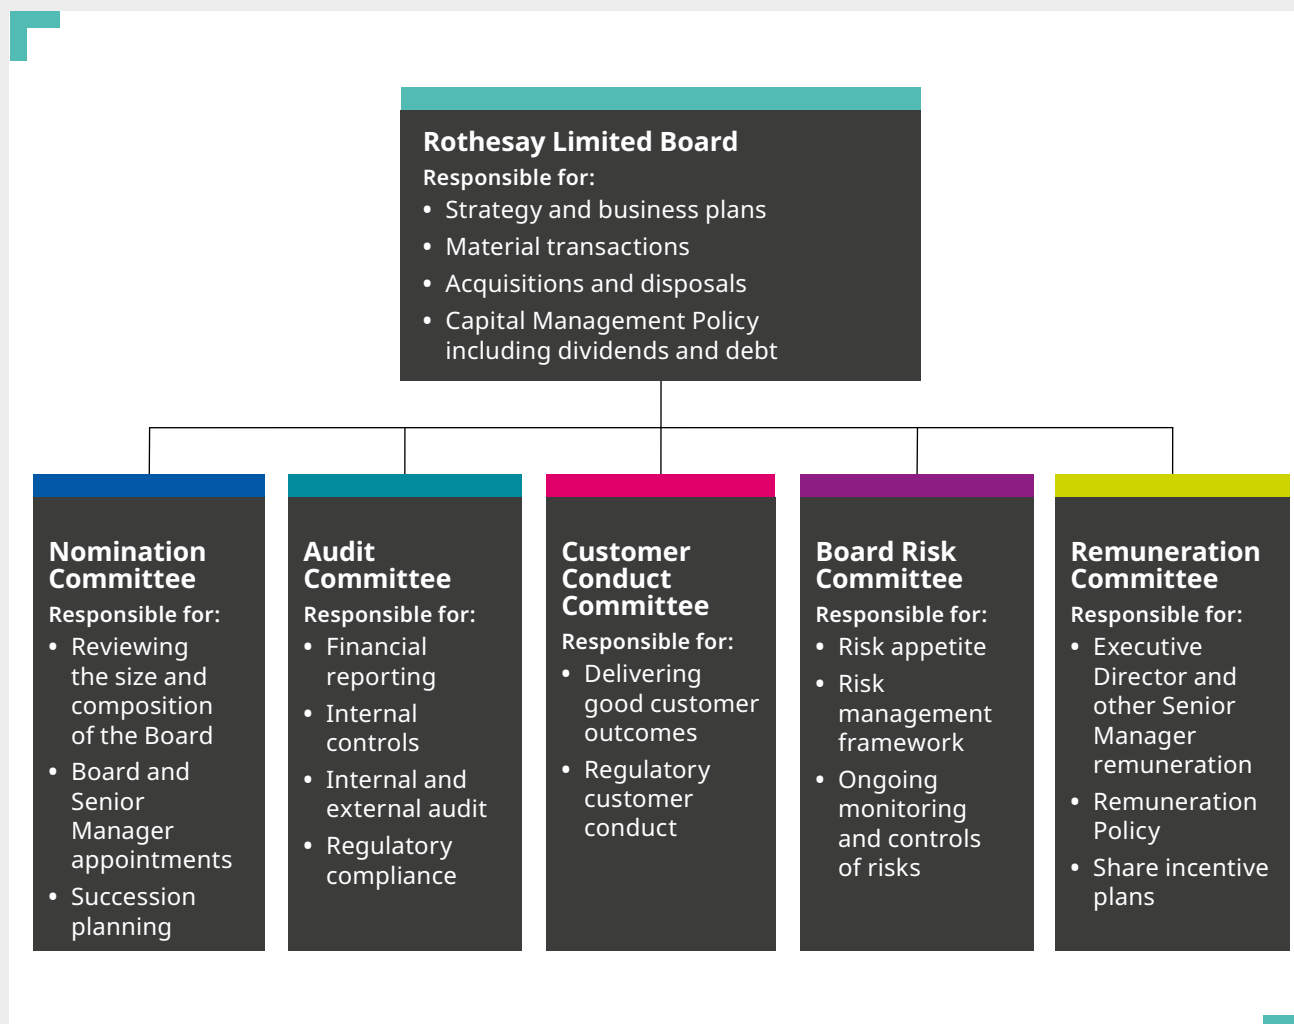 Rothesay Limited Board
Responsible for:
• Strategy and business plans
• Material transactions
• Acquisitions and disposals
• Capital Management Policy
including dividends and debt
Nomination
Committee
Responsible for:
• Reviewing
the size and
composition
of the Board
• Board and
Senior
Manager
appointments
• Succession
planning
Audit
Committee
Responsible for:
• Financial
reporting
• Internal
controls
• Internal and
external audit
• Regulatory
compliance
Customer
Conduct
Committee
Responsible for:
• Delivering
good customer
outcomes
• Regulatory
customer
conduct
Board Risk
Committee
Responsible for:
• Risk appetite
• Risk
management
framework
• Ongoing
monitoring
and controls
of risks
Remuneration
Committee
Responsible for:
• Executive
Director and
other Senior
Manager
remuneration
• Remuneration
Policy
• Share incentive
plans